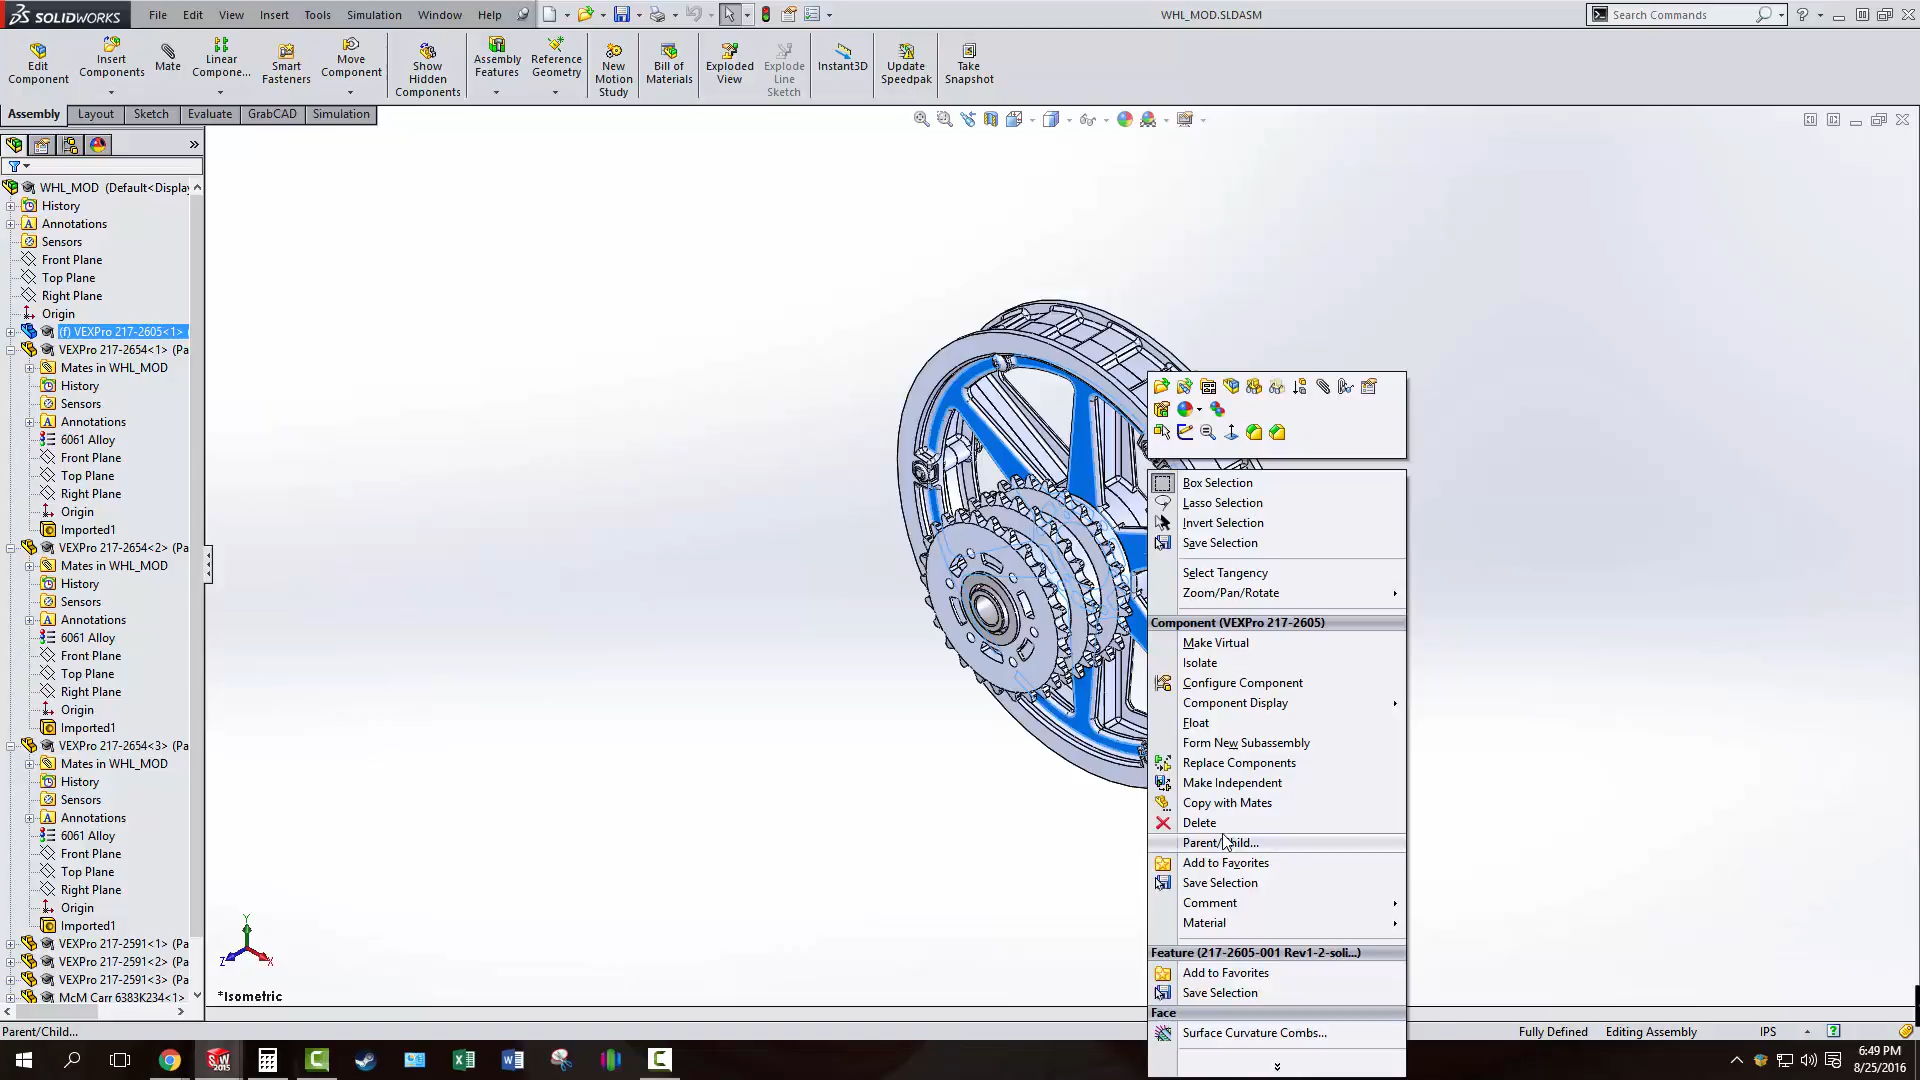 SOLIDWORKS File Edit View Insert Tools Simulation Window Help WHL_MOD.SLDASM Search Commands
Edit Component
Insert Components
Mate
Linear Compone...
Smart Fasteners
Move Component
Show Hidden Components
Assembly Features
Reference Geometry
New Motion Study
Bill of Materials
Exploded View
Explode Line Sketch
Instant3D
Update Speedpak
Take Snapshot
Assembly Layout Sketch Evaluate GrabCAD Simulation
WHL_MOD (Default<Display
History
Annotations
Sensors
Front Plane
Top Plane
Right Plane
Origin
(f) VEXPro 217-2605<1> (
VEXPro 217-2654<1> (Pa
Mates in WHL_MOD
History
Sensors
Annotations
6061 Alloy
Front Plane
Top Plane
Right Plane
Origin
Imported1
VEXPro 217-2654<2> (Pa
Mates in WHL_MOD
History
Sensors
Annotations
6061 Alloy
Front Plane
Top Plane
Right Plane
Origin
Imported1
VEXPro 217-2654<3> (Pa
Mates in WHL_MOD
History
Sensors
Annotations
6061 Alloy
Front Plane
Top Plane
Right Plane
Origin
Imported1
VEXPro 217-2591<1> (Pa
VEXPro 217-2591<2> (Pa
VEXPro 217-2591<3> (Pa
McM Carr 6383K234<1>
Y
Z
X
*Isometric
Box Selection
Lasso Selection
Invert Selection
Save Selection
Select Tangency
Zoom/Pan/Rotate
Component (VEXPro 217-2605)
Make Virtual
Isolate
Configure Component
Component Display
Float
Form New Subassembly
Replace Components
Make Independent
Copy with Mates
Delete
Parent/Child...
Add to Favorites
Save Selection
Comment
Material
Feature (217-2605-001 Rev1-2-soli...)
Add to Favorites
Save Selection
Face
Surface Curvature Combs...
Parent/Child... Fully Defined Editing Assembly IPS
SW 2015
6:49 PM
8/25/2016